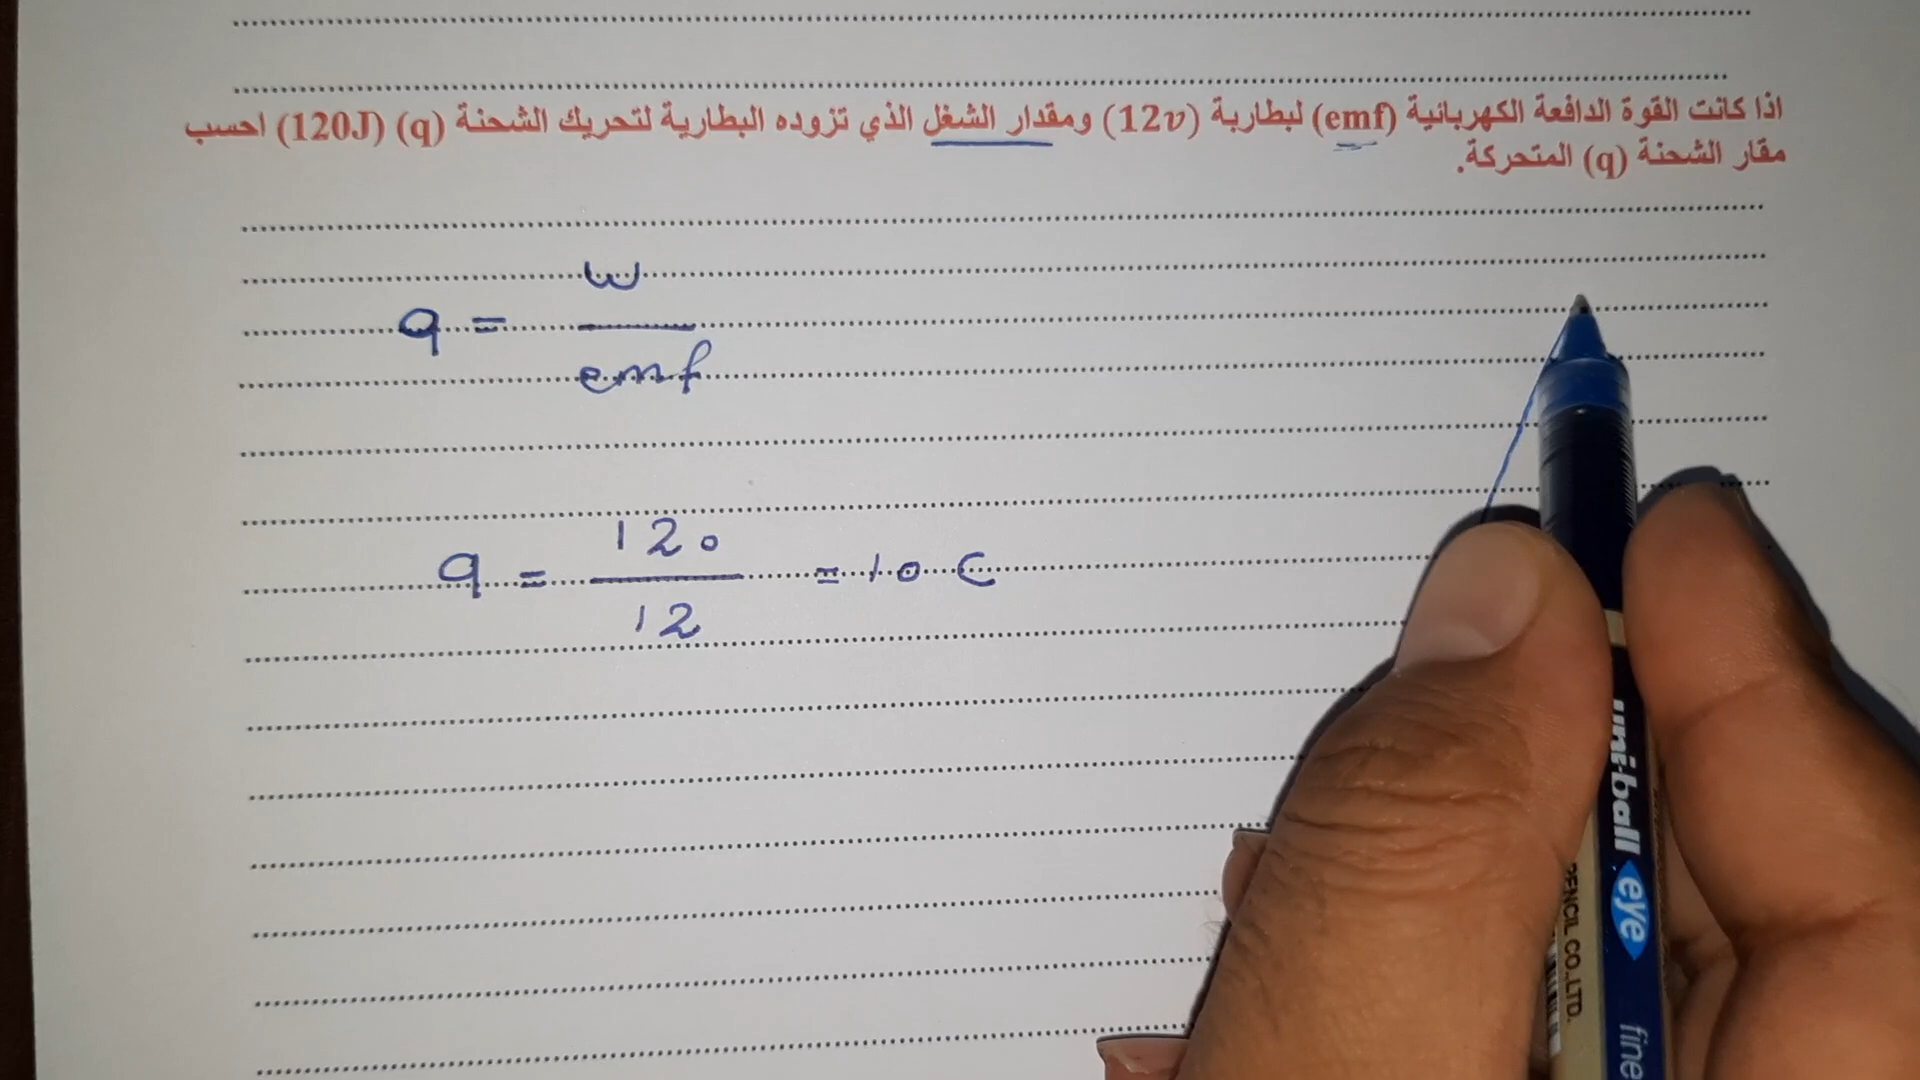 اذا كانت القوة الدافعة الكهربائية (emf) لبطاربة (12v) ومقدار الشغل الذي تزوده البطارية لتحريك الشحنة (q) (120J) احسب
مقار الشحنة (q) المتحركة.
w
q =
emf
120
q = = 10 C
12
uni-ball eye fine
PENCIL CO.,LTD.